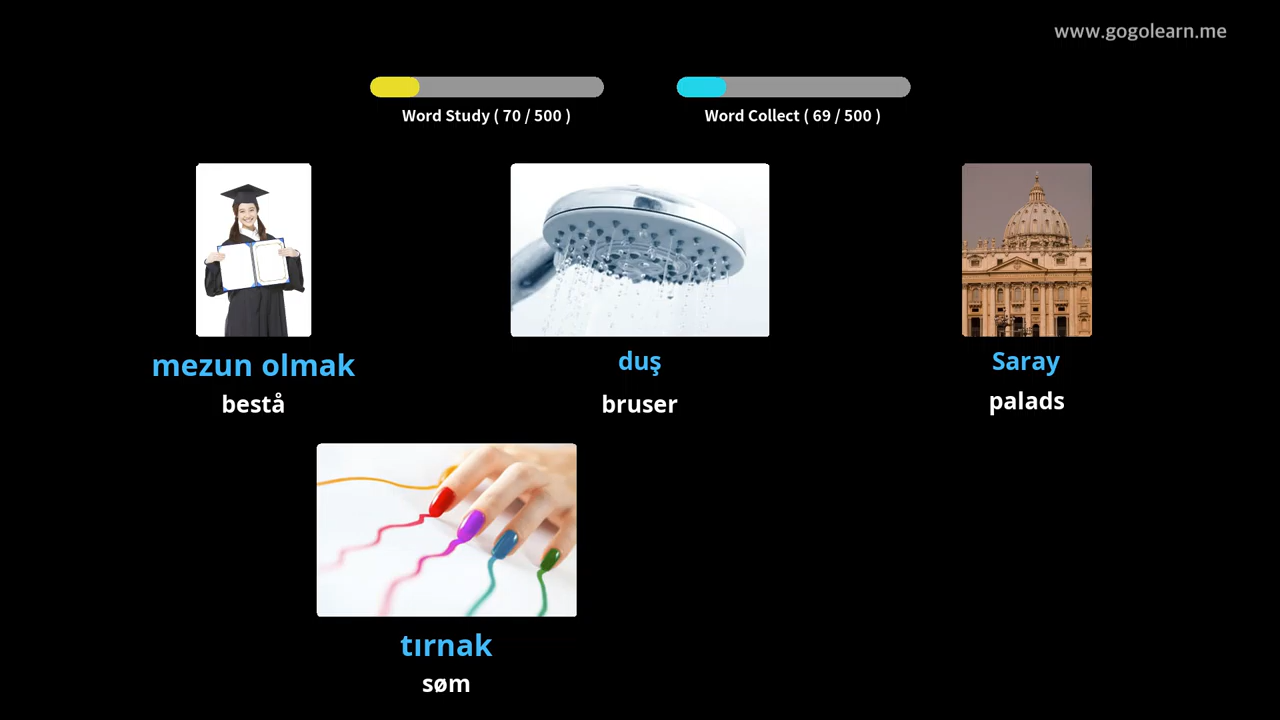 www.gogolearn.me
Word Study ( 70 / 500 )
Word Collect ( 69 / 500 )
mezun olmak
bestå
duş
bruser
Saray
palads
tırnak
søm